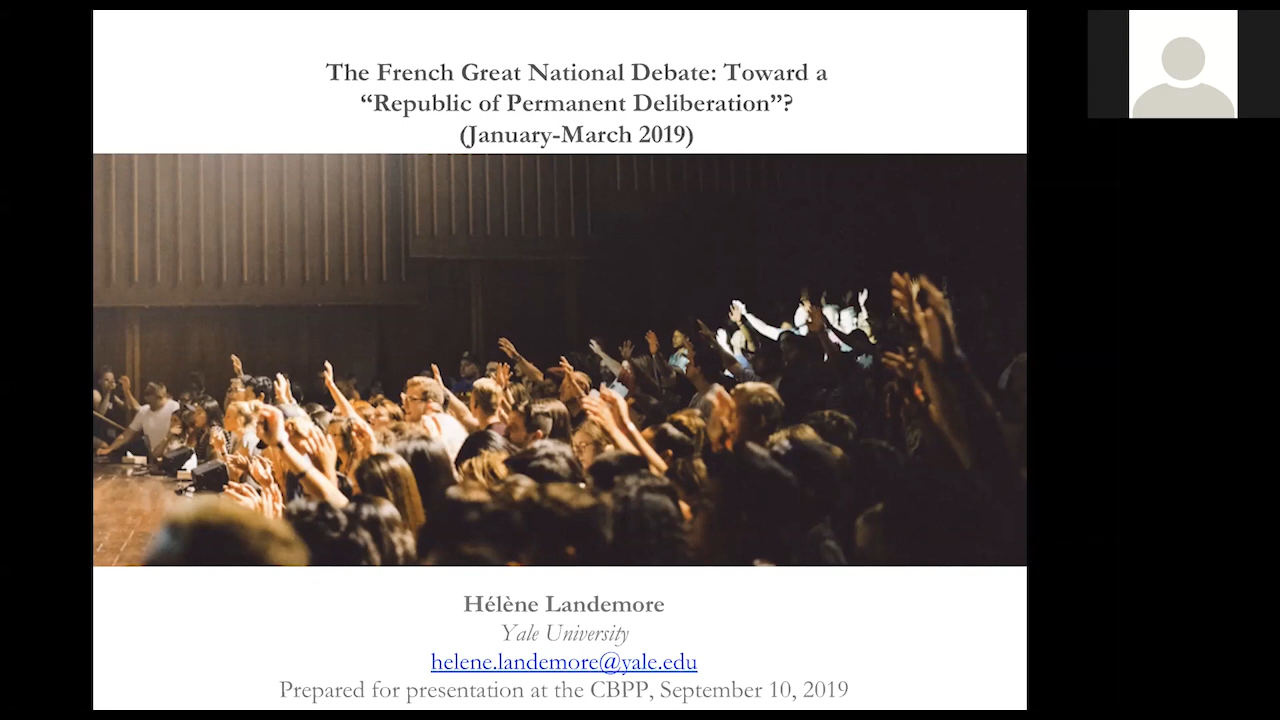 The French Great National Debate: Toward a
“Republic of Permanent Deliberation”?
(January-March 2019)
Hélène Landemore
Yale University
helene.landemore@yale.edu
Prepared for presentation at the CBPP, September 10, 2019